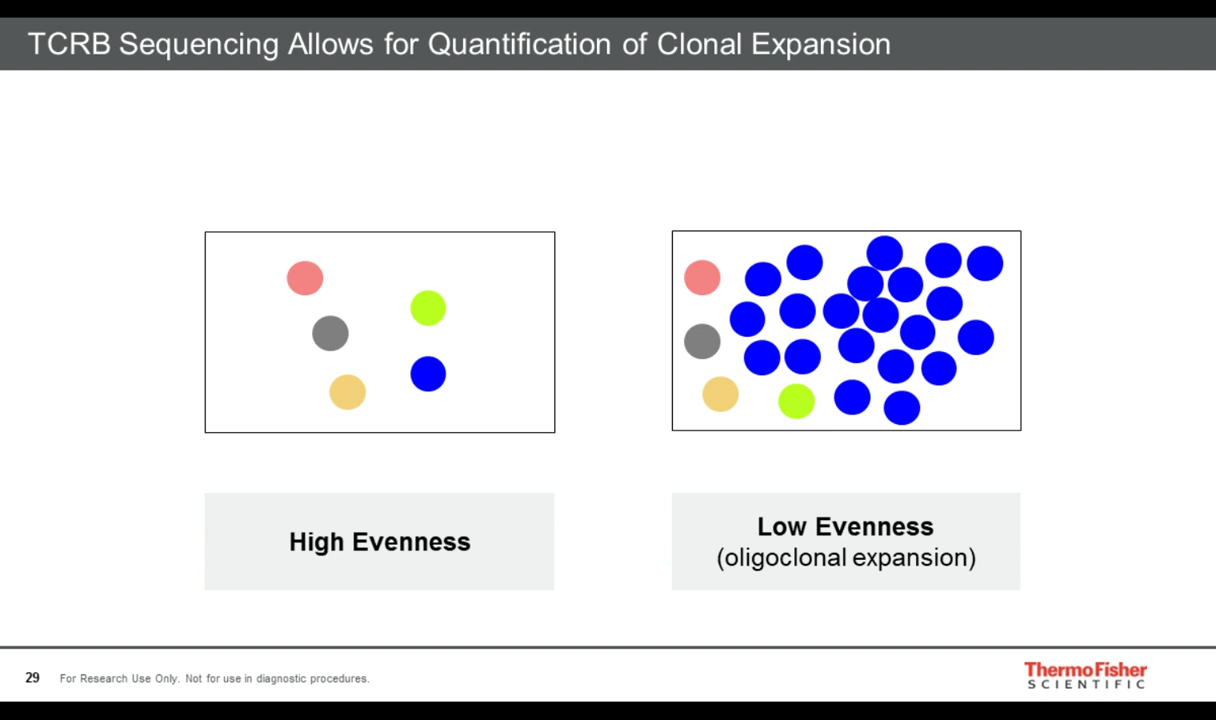 TCRB Sequencing Allows for Quantification of Clonal Expansion
High Evenness
Low Evenness
(oligoclonal expansion)
29 For Research Use Only. Not for use in diagnostic procedures.
ThermoFisher
SCIENTIFIC